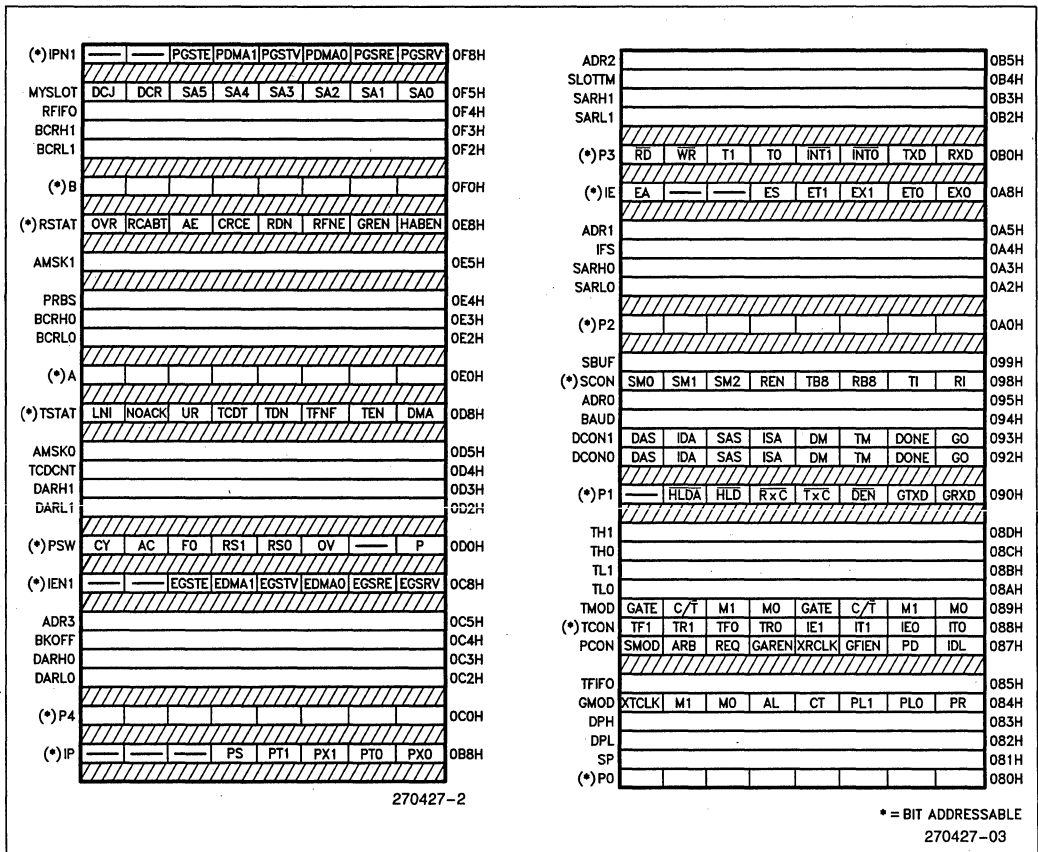 (*) IPN1 — — PGSTE PDMA1 PGSTV PDMA0 PGSRE PGSRV 0F8H
MYSLOT DCJ DCR SA5 SA4 SA3 SA2 SA1 SA0 0F5H
RFIFO 0F4H
BCRH1 0F3H
BCRL1 0F2H
(*) B 0F0H
(*) RSTAT OVR RCABT AE CRCE RDN RFNE GREN HABEN 0E8H
AMSK1 0E5H
PRBS 0E4H
BCRH0 0E3H
BCRL0 0E2H
(*) A 0E0H
(*) TSTAT LNI NOACK UR TCDT TDN TFNF TEN DMA 0D8H
AMSK0 0D5H
TCDCNT 0D4H
DARH1 0D3H
DARL1 0D2H
(*) PSW CY AC F0 RS1 RS0 OV — P 0D0H
(*) IEN1 — — EGSTE EDMA1 EGSTV EDMA0 EGSRE EGSRV 0C8H
ADR3 0C5H
BKOFF 0C4H
DARH0 0C3H
DARL0 0C2H
(*) P4 0C0H
(*) IP — — — PS PT1 PX1 PT0 PX0 0B8H
270427-2
ADR2 0B5H
SLOTTM 0B4H
SARH1 0B3H
SARL1 0B2H
(*) P3 R̅D̅ W̅R̅ T1 T0 I̅N̅T̅1̅ I̅N̅T̅0̅ TXD RXD 0B0H
(*) IE EA — — ES ET1 EX1 ET0 EX0 0A8H
ADR1 0A5H
IFS 0A4H
SARH0 0A3H
SARL0 0A2H
(*) P2 0A0H
SBUF 099H
(*) SCON SM0 SM1 SM2 REN TB8 RB8 TI RI 098H
ADR0 095H
BAUD 094H
DCON1 DAS IDA SAS ISA DM TM DONE GO 093H
DCON0 DAS IDA SAS ISA DM TM DONE GO 092H
(*) P1 — H̅L̅D̅A̅ H̅L̅D̅ R̅x̅C̅ T̅x̅C̅ D̅E̅N̅ GTXD GRXD 090H
TH1 08DH
TH0 08CH
TL1 08BH
TL0 08AH
TMOD GATE C/T̅ M1 M0 GATE C/T̅ M1 M0 089H
(*) TCON TF1 TR1 TF0 TR0 IE1 IT1 IE0 IT0 088H
PCON SMOD ARB REQ GAREN XRCLK GFIEN PD IDL 087H
TFIFO 085H
GMOD XTCLK M1 M0 AL CT PL1 PL0 PR 084H
DPH 083H
DPL 082H
SP 081H
(*) P0 080H
* = BIT ADDRESSABLE
270427-03